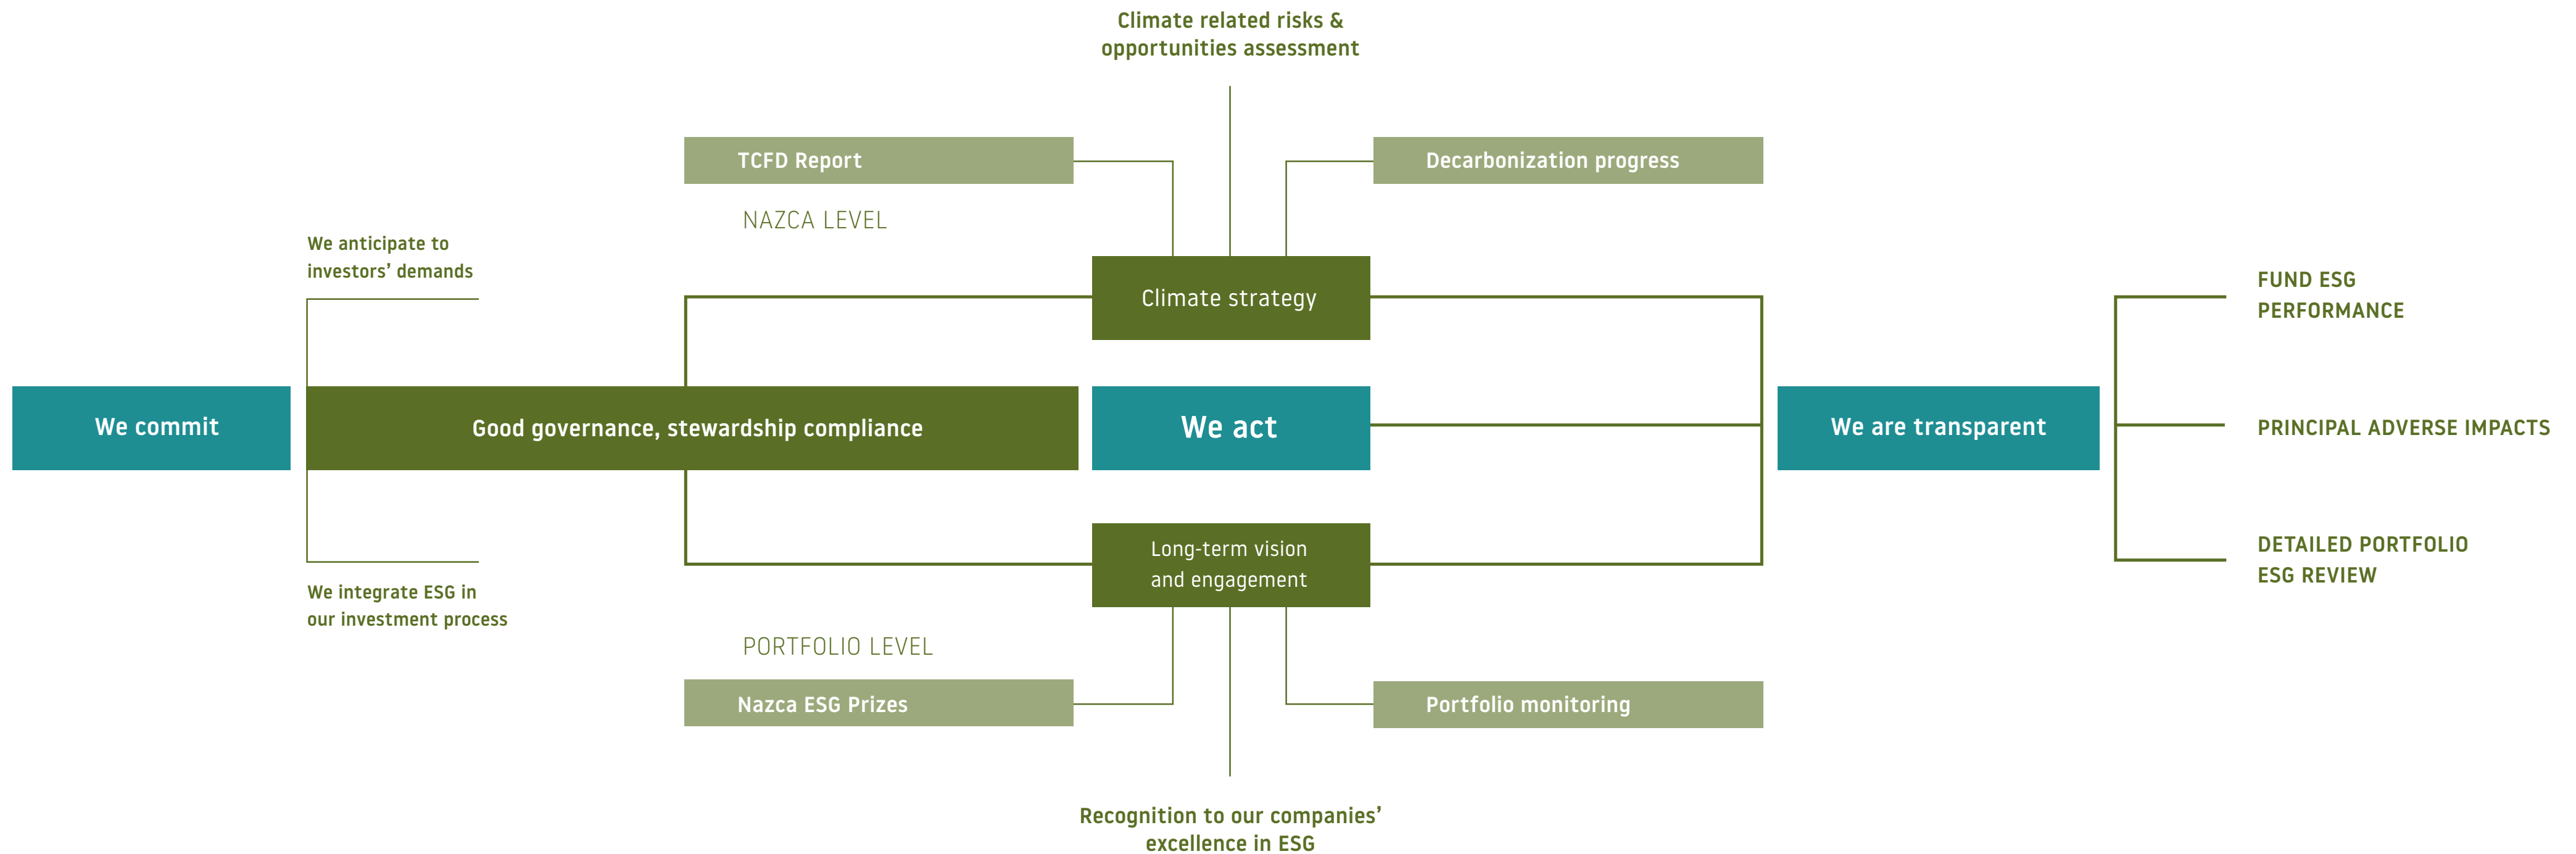 Climate related risks &
opportunities assessment
TCFD Report
Decarbonization progress
NAZCA LEVEL
We anticipate to
investors’ demands
Climate strategy
FUND ESG
PERFORMANCE
We commit
Good governance, stewardship compliance
We act
We are transparent
PRINCIPAL ADVERSE IMPACTS
Long-term vision
and engagement
DETAILED PORTFOLIO
ESG REVIEW
We integrate ESG in
our investment process
PORTFOLIO LEVEL
Nazca ESG Prizes
Portfolio monitoring
Recognition to our companies’
excellence in ESG